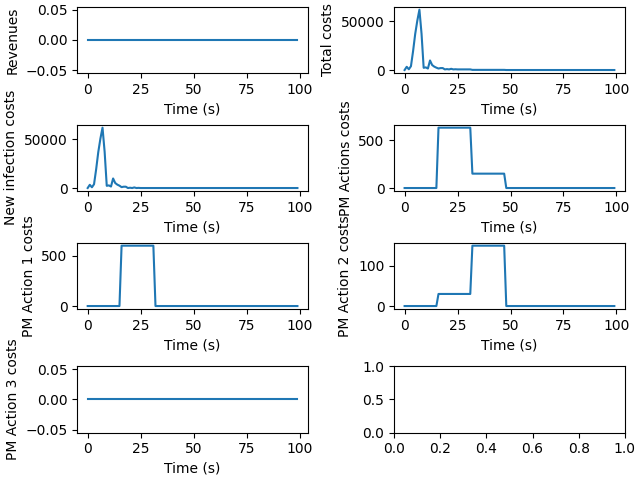 Revenues
0.05
0.00
−0.05
0 25 50 75 100
Time (s)
Total costs
50000
0
0 25 50 75 100
Time (s)
New infection costs
50000
0
0 25 50 75 100
Time (s)
PM Actions costs
500
0
0 25 50 75 100
Time (s)
PM Action 1 costs
500
0
0 25 50 75 100
Time (s)
PM Action 2 costs
100
0
0 25 50 75 100
Time (s)
PM Action 3 costs
0.05
0.00
−0.05
0 25 50 75 100
Time (s)
1.0
0.5
0.0
0.0 0.2 0.4 0.6 0.8 1.0